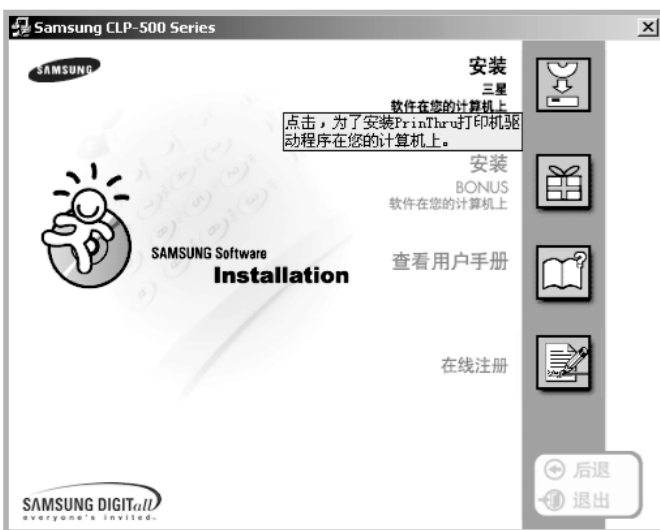 Samsung CLP-500 Series
SAMSUNG
安装
三星
软件在您的计算机上
点击，为了安装PrinThru打印机驱
动程序在您的计算机上。
安装
BONUS
软件在您的计算机上
SAMSUNG Software
Installation
查看用户手册
在线注册
后退
退出
SAMSUNG DIGITall
everyone's invited™